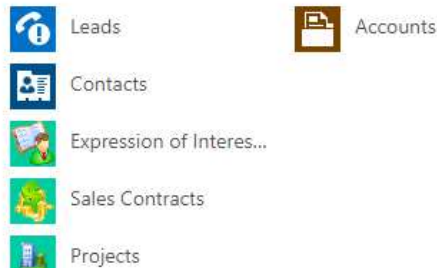 Leads
Accounts
Contacts
Expression of Interes...
Sales Contracts
Projects